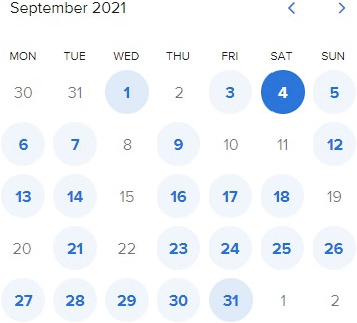 September 2021
MON TUE WED THU FRI SAT SUN
30 31 1 2 3 4 5
6 7 8 9 10 11 12
13 14 15 16 17 18 19
20 21 22 23 24 25 26
27 28 29 30 31 1 2